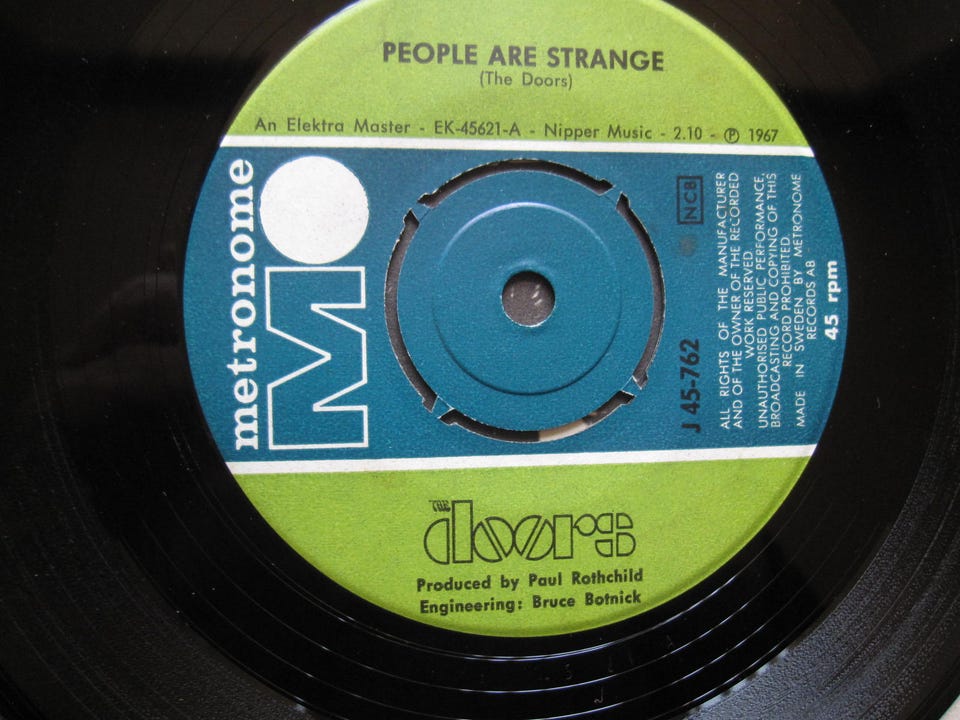 PEOPLE ARE STRANGE
(The Doors)
An Elektra Master - EK-45621-A - Nipper Music - 2.10 - ℗ 1967
metronome
M
NCB
J 45-762
ALL RIGHTS OF THE MANUFACTURER
AND OF THE OWNER OF THE RECORDED
WORK RESERVED.
UNAUTHORISED PUBLIC PERFORMANCE,
BROADCASTING AND COPYING OF THIS
RECORD PROHIBITED.
MADE IN SWEDEN BY METRONOME
RECORDS AB
45 rpm
THE
doors
Produced by Paul Rothchild
Engineering: Bruce Botnick